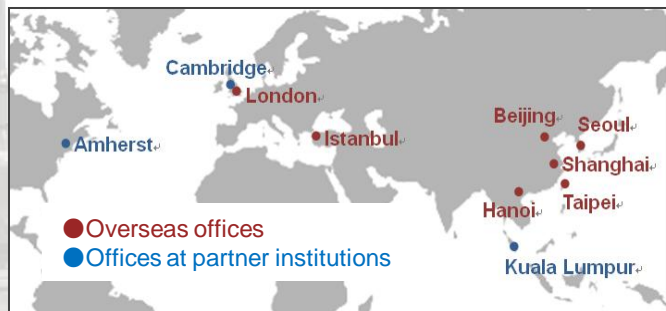 Cambridge
London
Amherst
Istanbul
Beijing
Seoul
Shanghai
Hanoi
Taipei
Kuala Lumpur
Overseas offices
Offices at partner institutions